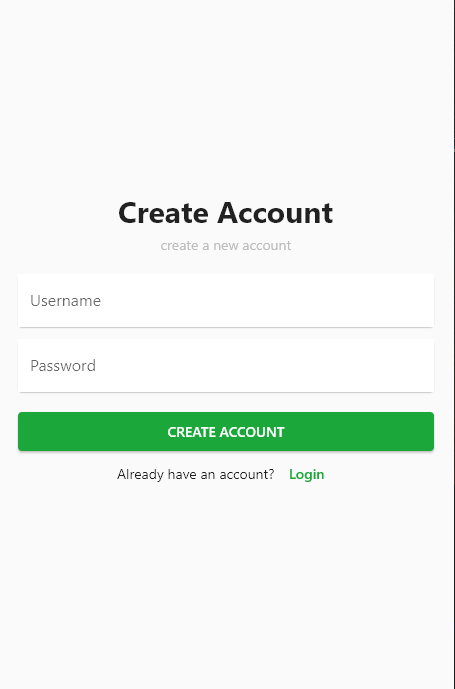 Create Account
create a new account
Username
Password
CREATE ACCOUNT
Already have an account? Login